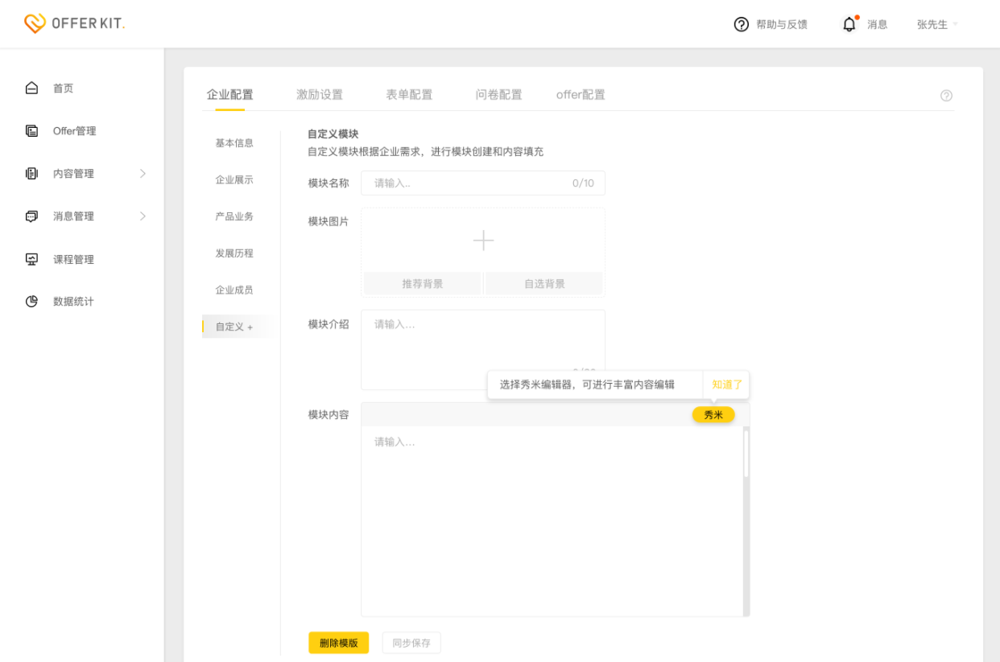 OFFER KIT.
帮助与反馈
消息
张先生
首页
Offer管理
内容管理
消息管理
课程管理
数据统计
企业配置
激励设置
表单配置
问卷配置
offer配置
基本信息
企业展示
产品业务
发展历程
企业成员
自定义 +
自定义模块
自定义模块根据企业需求，进行模块创建和内容填充
模块名称
请输入..
0/10
模块图片
推荐背景
自选背景
模块介绍
请输入...
选择秀米编辑器，可进行丰富内容编辑
知道了
模块内容
秀米
请输入...
删除模版
同步保存